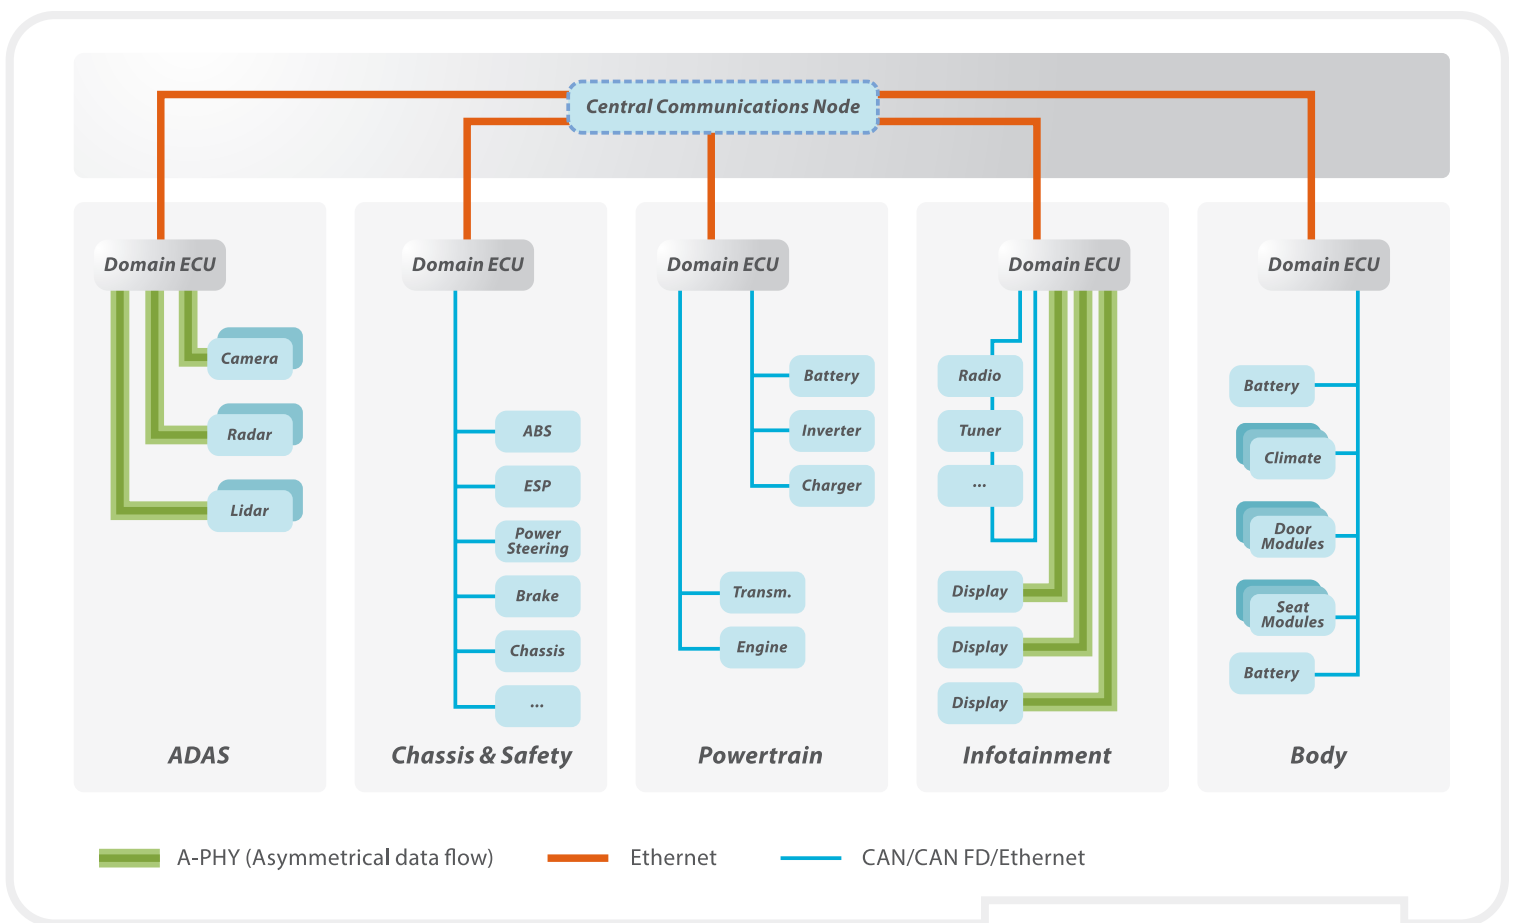 Central Communications Node
Domain ECU
Domain ECU
Domain ECU
Domain ECU
Domain ECU
Camera
Radar
Lidar
ADAS
ABS
ESP
Power
Steering
Brake
Chassis
...
Chassis & Safety
Battery
Inverter
Charger
Transm.
Engine
Powertrain
Radio
Tuner
...
Display
Display
Display
Infotainment
Battery
Climate
Door
Modules
Seat
Modules
Battery
Body
A-PHY (Asymmetrical data flow)
Ethernet
CAN/CAN FD/Ethernet